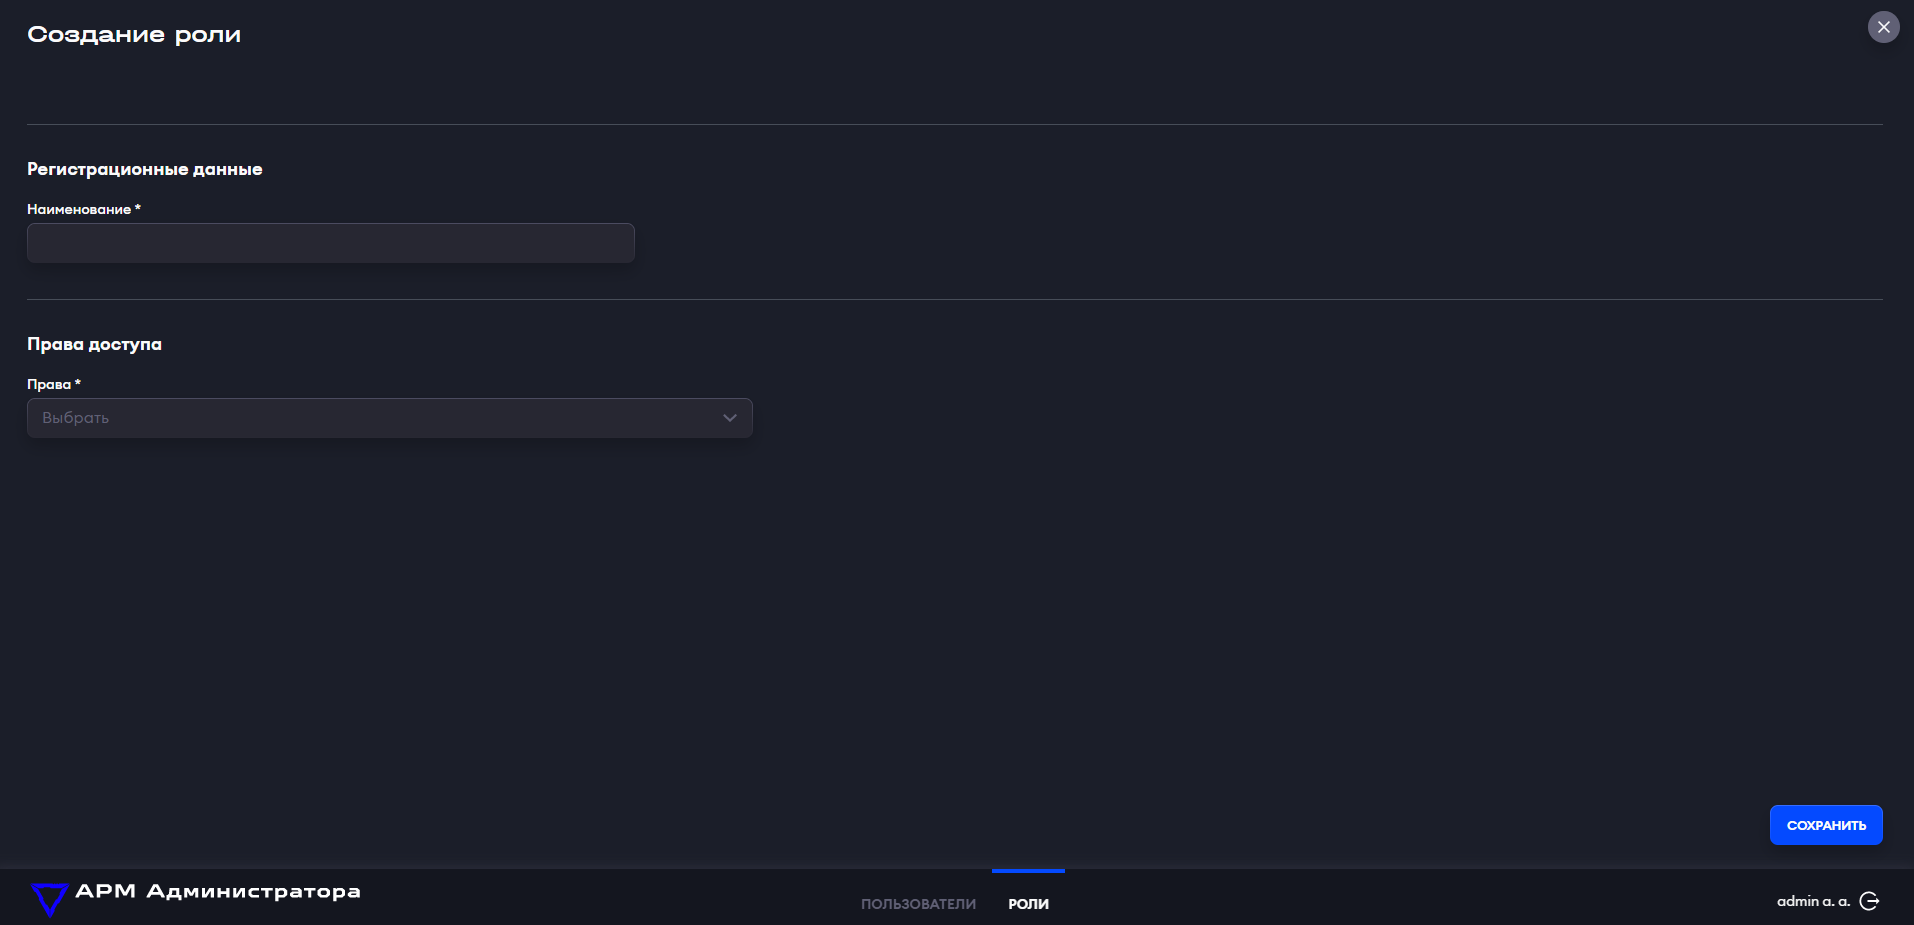 Создание роли
Регистрационные данные
Наименование *
Права доступа
Права *
Выбрать
СОХРАНИТЬ
АРМ Администратора
ПОЛЬЗОВАТЕЛИ
РОЛИ
admin a. a.